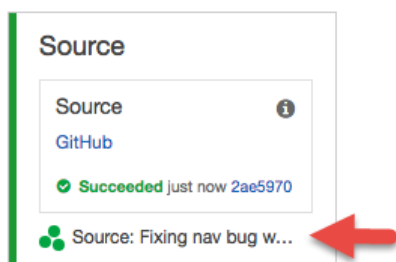 Source
Source
GitHub
Succeeded just now 2ae5970
Source: Fixing nav bug w...